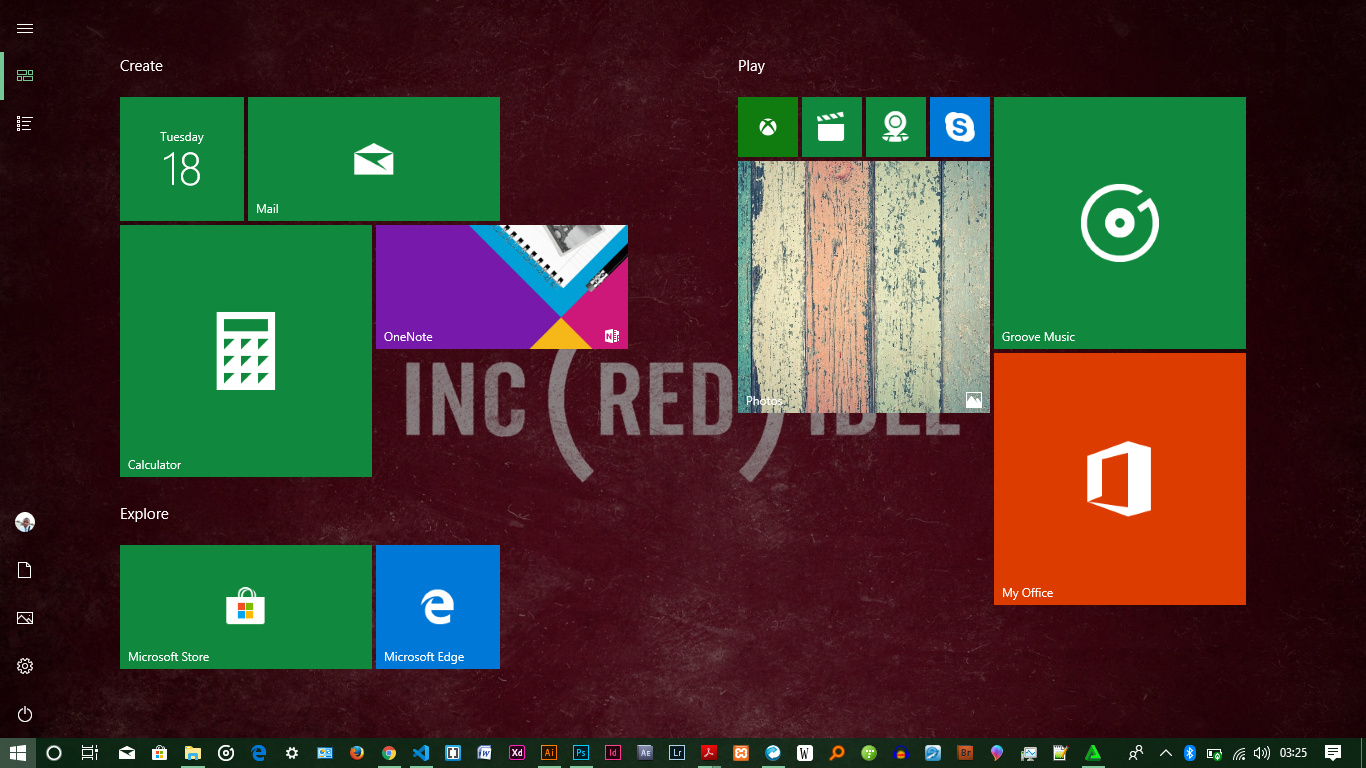 Create
Play
Tuesday
18
Mail
OneNote
Calculator
Photos
Groove Music
INC(RED)IBLE
My Office
Explore
Microsoft Store
Microsoft Edge
Xd
Ai
Ps
Id
AE
Lr
W
Br
03:25